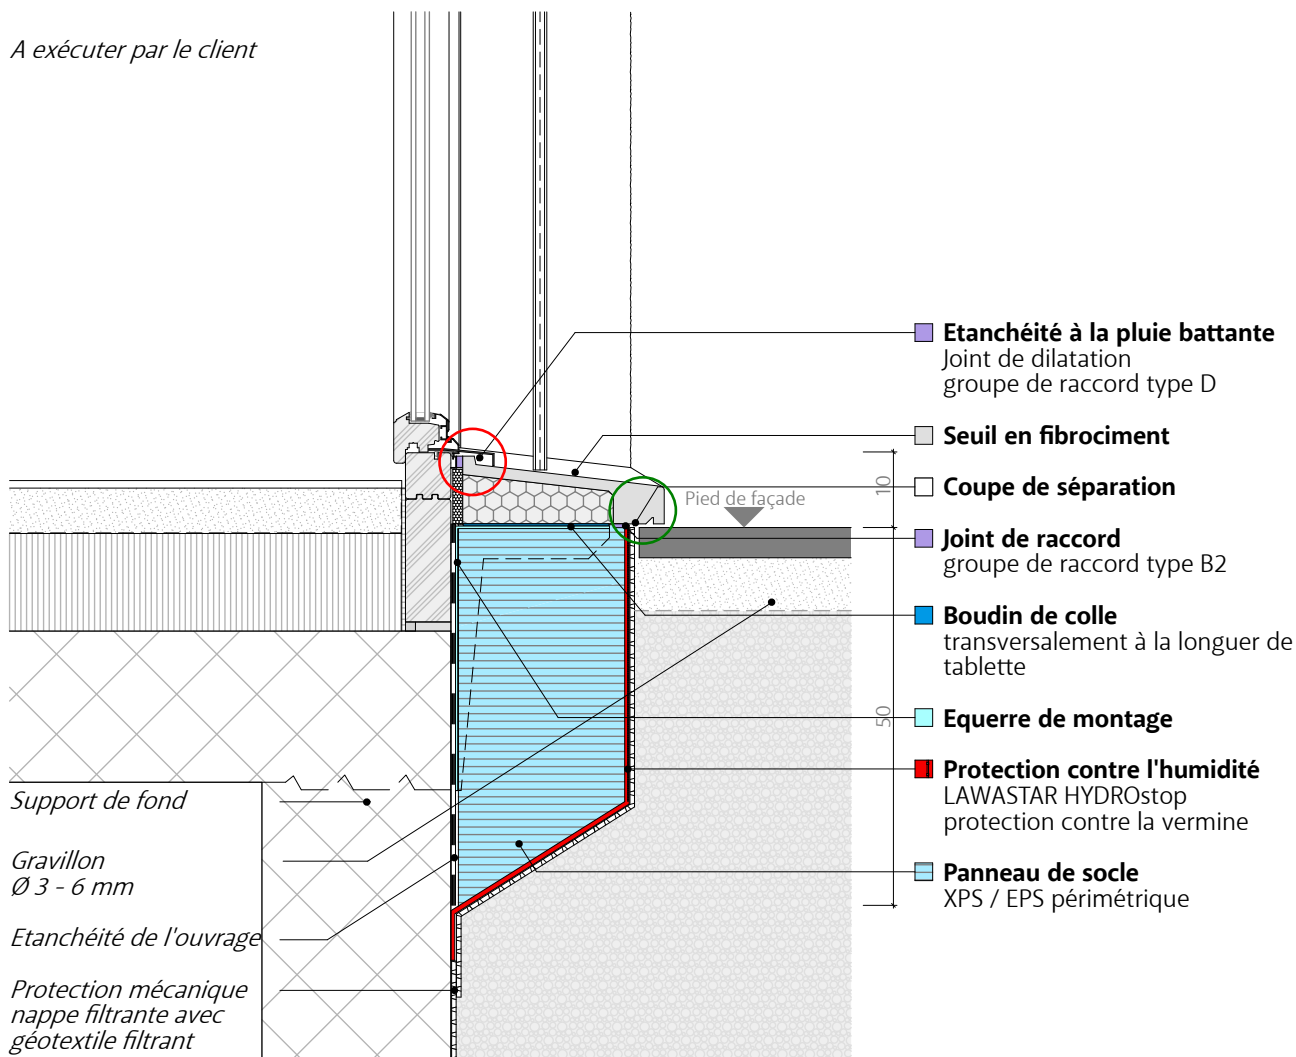 A exécuter par le client
Etanchéité à la pluie battante
Joint de dilatation
groupe de raccord type D
Seuil en fibrociment
10
Coupe de séparation
Pied de façade
Joint de raccord
groupe de raccord type B2
Boudin de colle
transversalement à la longuer de
tablette
50
Equerre de montage
Protection contre l'humidité
LAWASTAR HYDROstop
protection contre la vermine
Panneau de socle
XPS / EPS périmétrique
Support de fond
Gravillon
Ø 3 - 6 mm
Etanchéité de l'ouvrage
Protection mécanique
nappe filtrante avec
géotextile filtrant